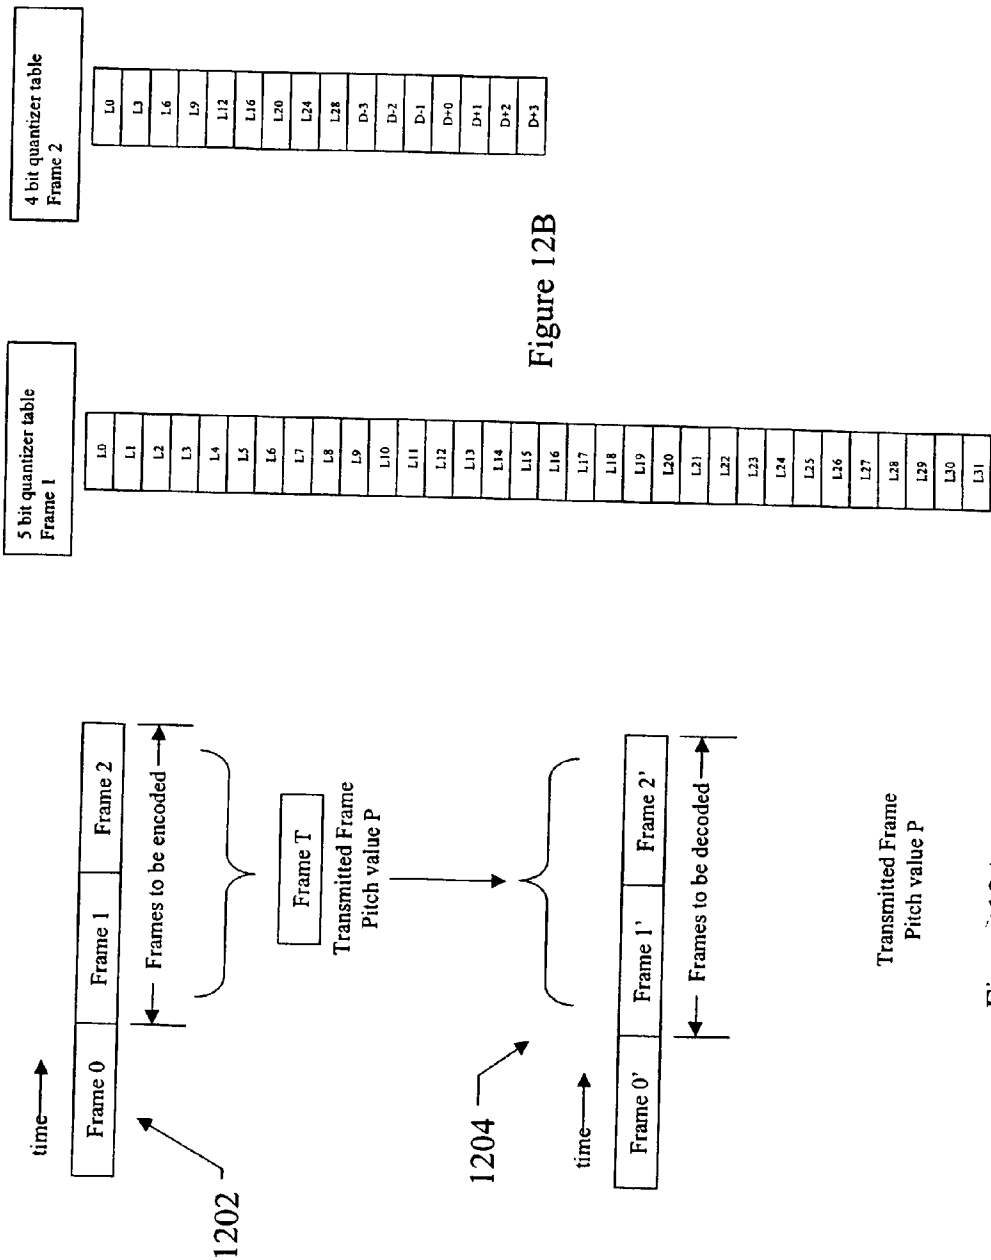 time
Frame 0
Frame 1
Frame 2
Frames to be encoded
1202
Frame T
Transmitted Frame
Pitch value P
1204
time
Frame 0'
Frame 1'
Frame 2'
Frames to be decoded
Transmitted Frame
Pitch value P
5 bit quantizer table
Frame 1
L0
L1
L2
L3
L4
L5
L6
L7
L8
L9
L10
L11
L12
L13
L14
L15
L16
L17
L18
L19
L20
L21
L22
L23
L24
L25
L26
L27
L28
L29
L30
L31
4 bit quantizer table
Frame 2
L0
L3
L6
L9
L12
L16
L20
L24
L28
D-3
D-2
D-1
D+0
D+1
D+2
D+3
Figure 12B